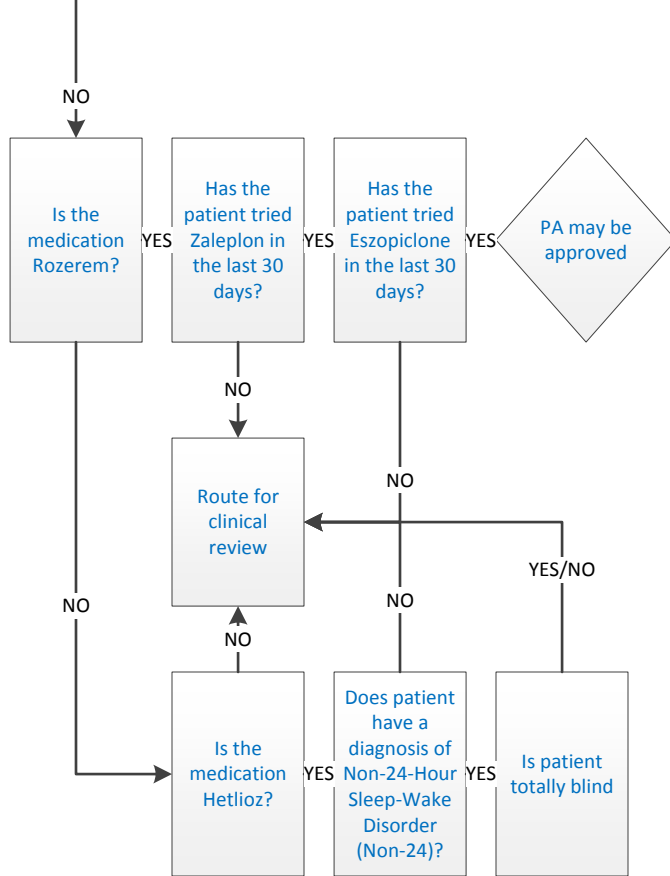 NO
Is the
medication
Rozerem?
YES
Has the
patient tried
Zaleplon in
the last 30
days?
YES
Has the
patient tried
Eszopiclone
in the last 30
days?
YES
PA may be
approved
NO
NO
Route for
clinical
review
YES/NO
NO
NO
NO
Is the
medication
Hetlioz?
YES
Does patient
have a
diagnosis of
Non-24-Hour
Sleep-Wake
Disorder
(Non-24)?
YES
Is patient
totally blind